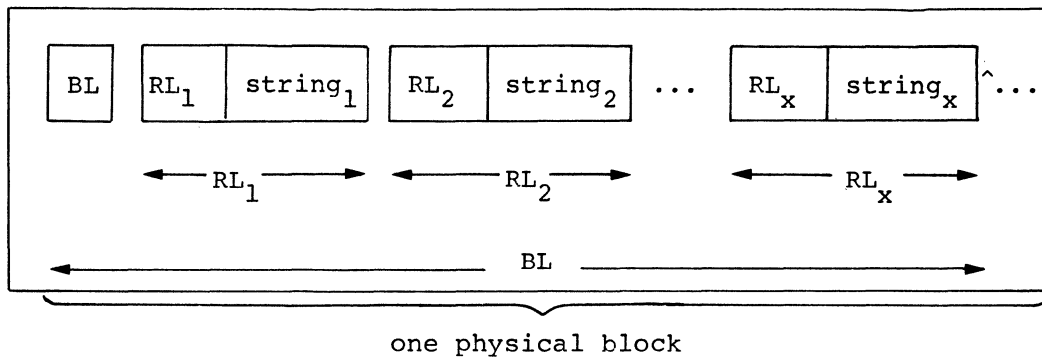 BL RL1 string1 RL2 string2 ... RLx stringx ^...
RL1 RL2 RLx
BL
one physical block